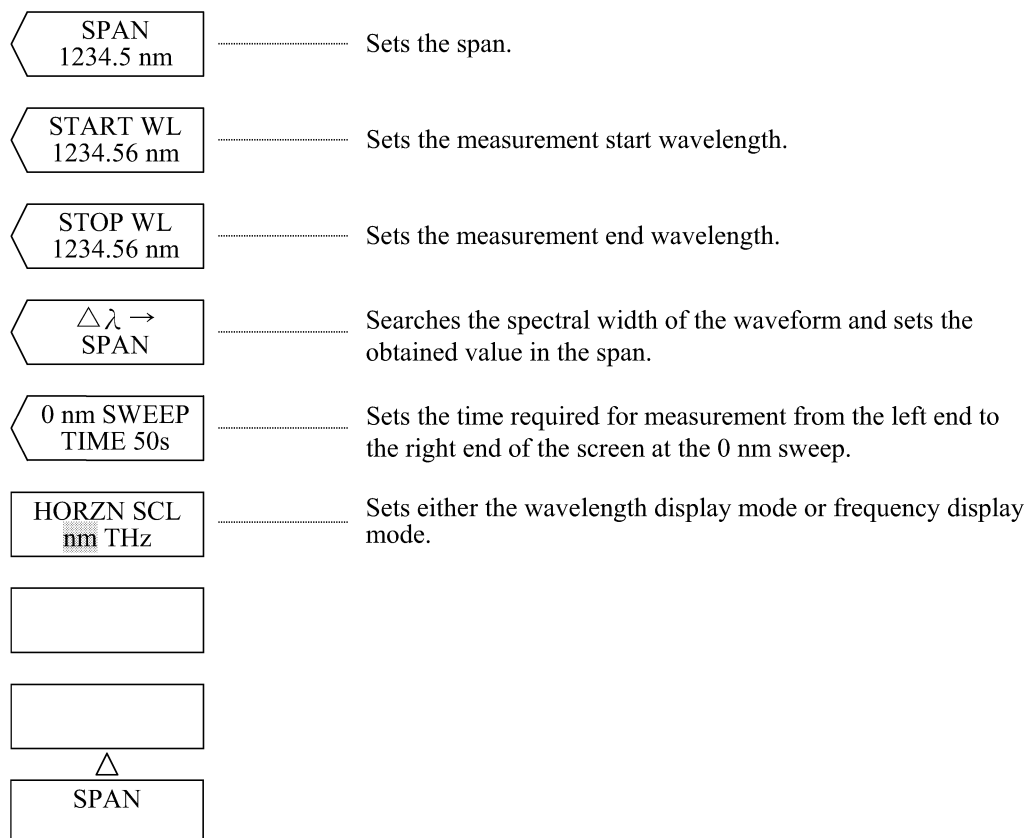 SPAN
1234.5 nm
Sets the span.
START WL
1234.56 nm
Sets the measurement start wavelength.
STOP WL
1234.56 nm
Sets the measurement end wavelength.
△λ →
SPAN
Searches the spectral width of the waveform and sets the
obtained value in the span.
0 nm SWEEP
TIME 50s
Sets the time required for measurement from the left end to
the right end of the screen at the 0 nm sweep.
HORZN SCL
nm THz
Sets either the wavelength display mode or frequency display
mode.
△
SPAN